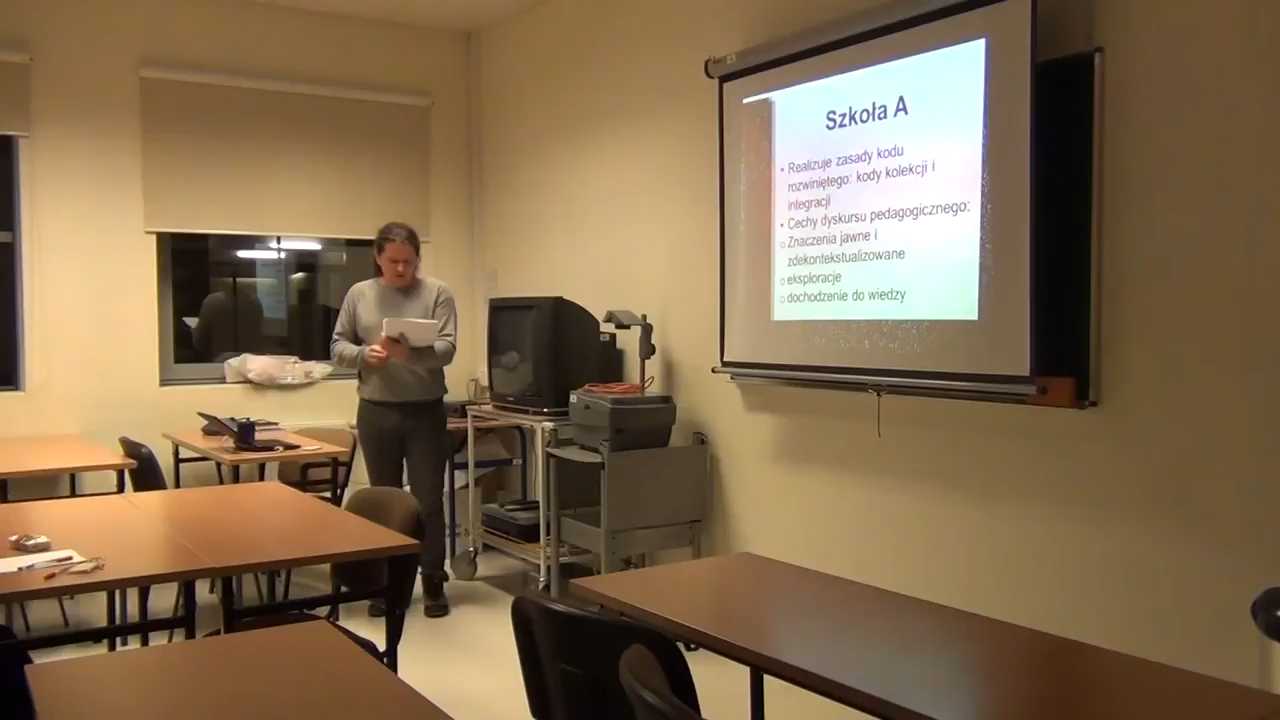 Szkoła A
• Realizuje zasady kodu
rozwiniętego: kody kolekcji i
integracji
• Cechy dyskursu pedagogicznego:
o Znaczenia jawne i
zdekontekstualizowane
o eksploracje
o dochodzenie do wiedzy